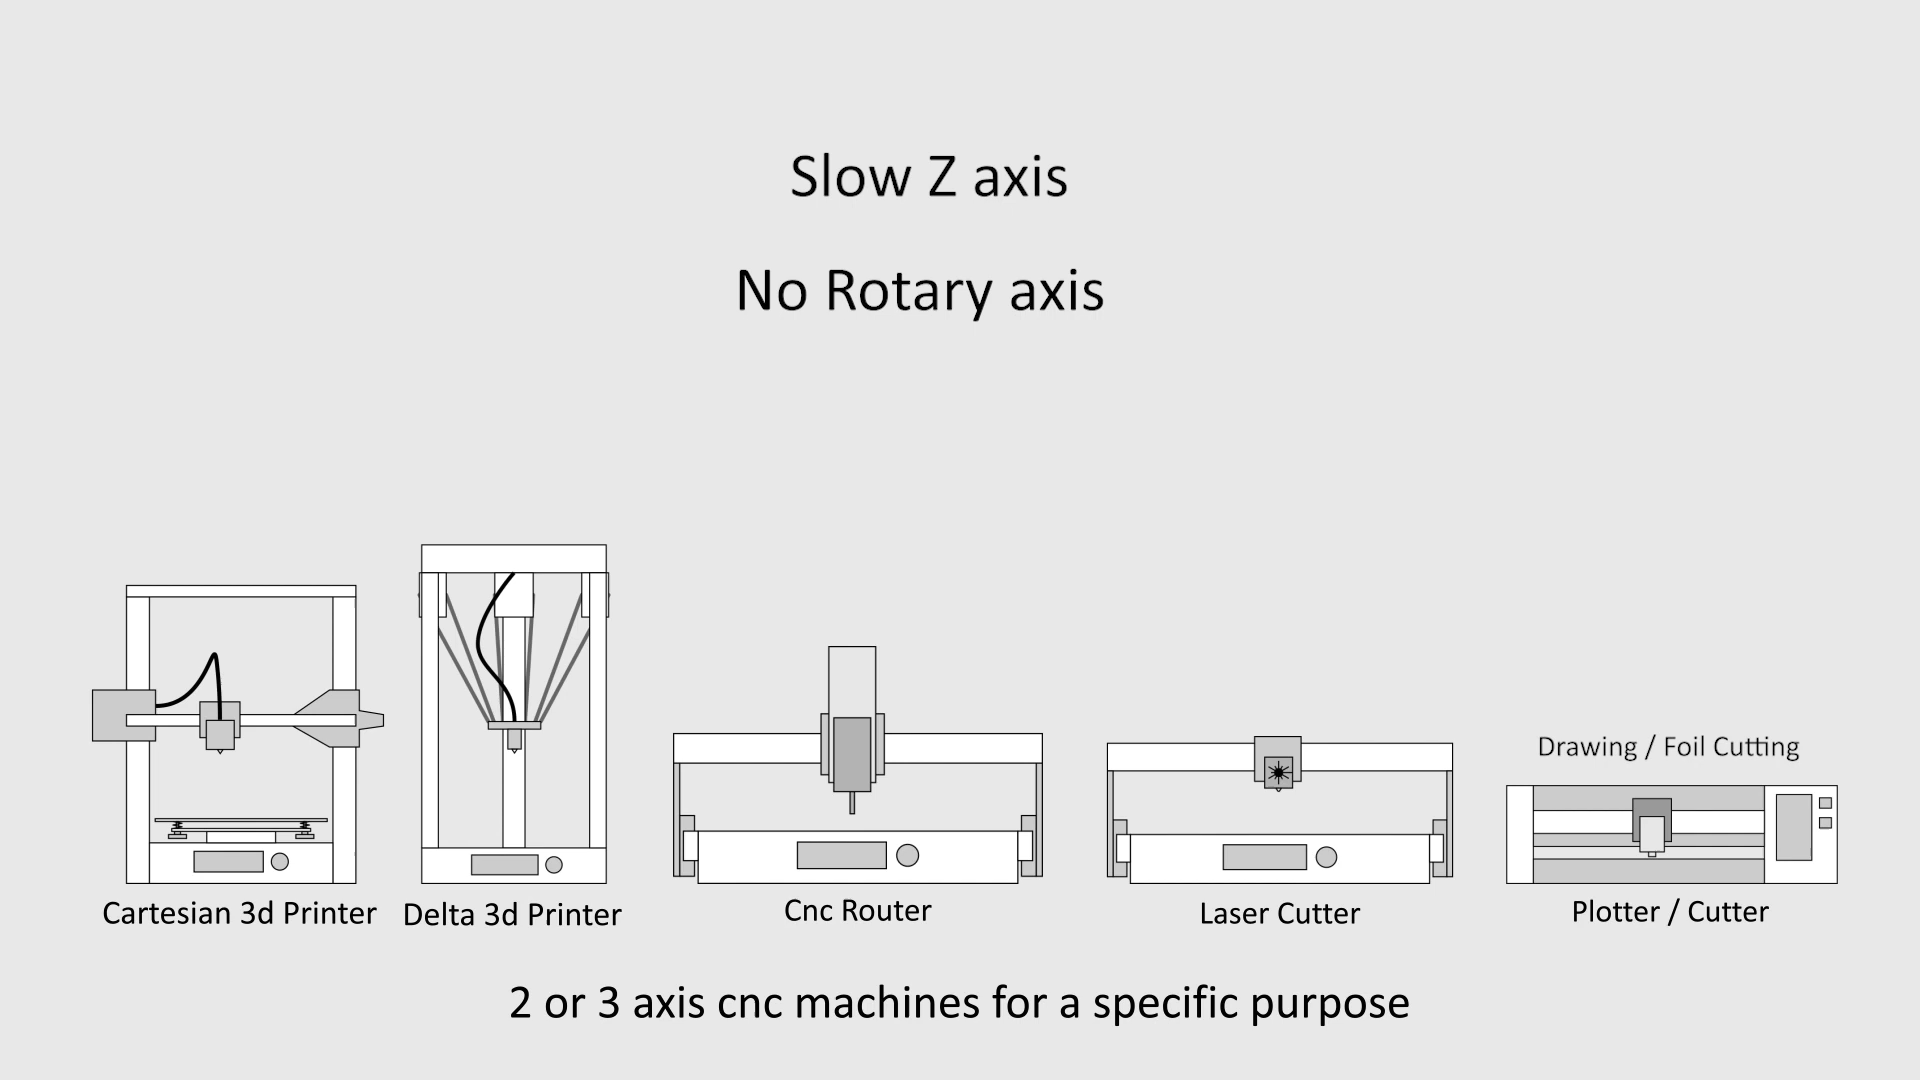 Slow Z axis
No Rotary axis
Drawing / Foil Cutting
Cartesian 3d Printer
Delta 3d Printer
Cnc Router
Laser Cutter
Plotter / Cutter
2 or 3 axis cnc machines for a specific purpose